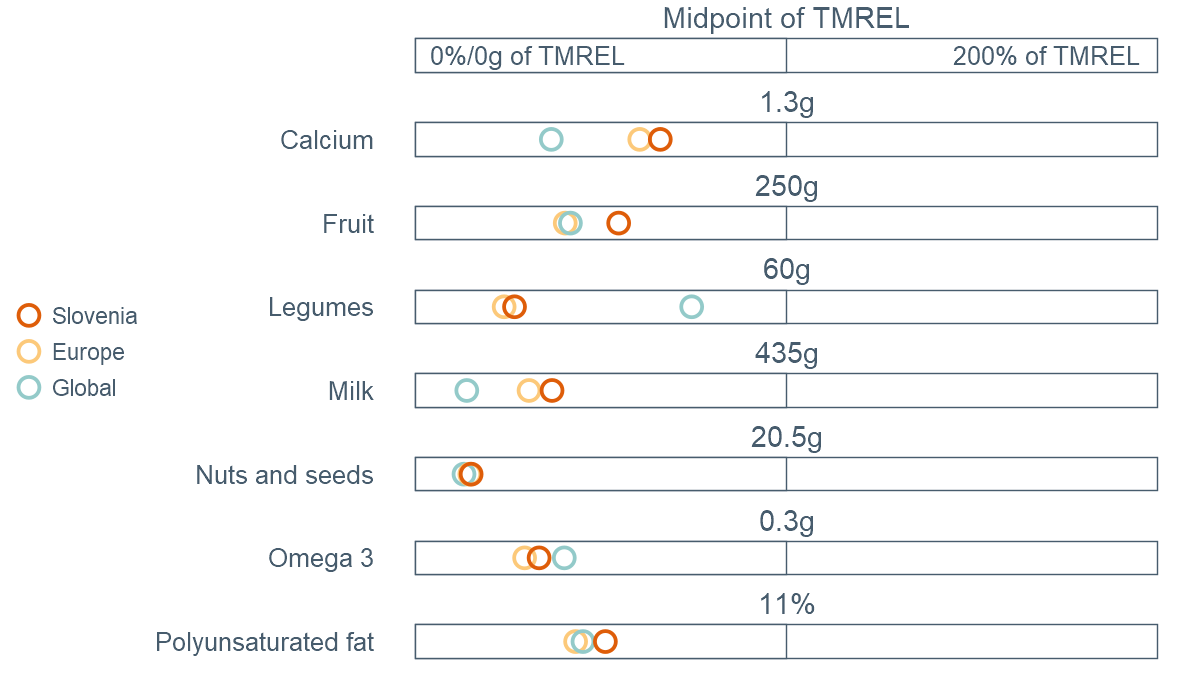 Midpoint of TMREL
0%/0g of TMREL 200% of TMREL
1.3g
Calcium
250g
Fruit
60g
Legumes
435g
Milk
20.5g
Nuts and seeds
0.3g
Omega 3
11%
Polyunsaturated fat
Slovenia
Europe
Global